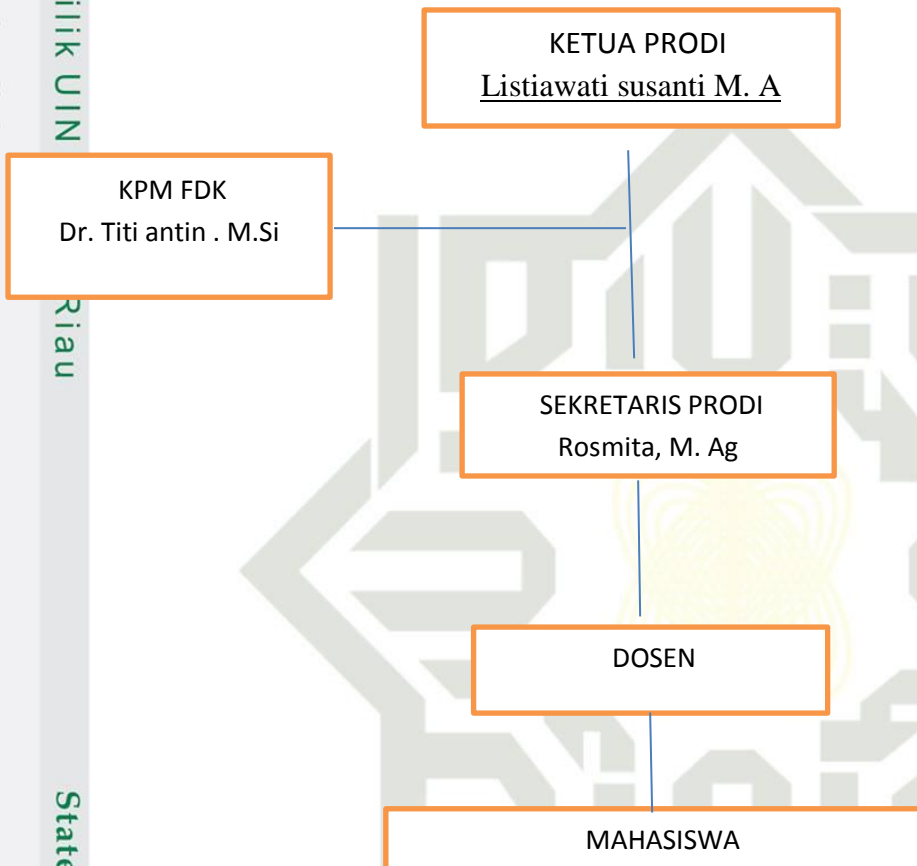 KETUA PRODI
Listiawati susanti M. A
KPM FDK
Dr. Titi antin . M.Si
SEKRETARIS PRODI
Rosmita, M. Ag
DOSEN
MAHASISWA
ilik UIN
Riau
State